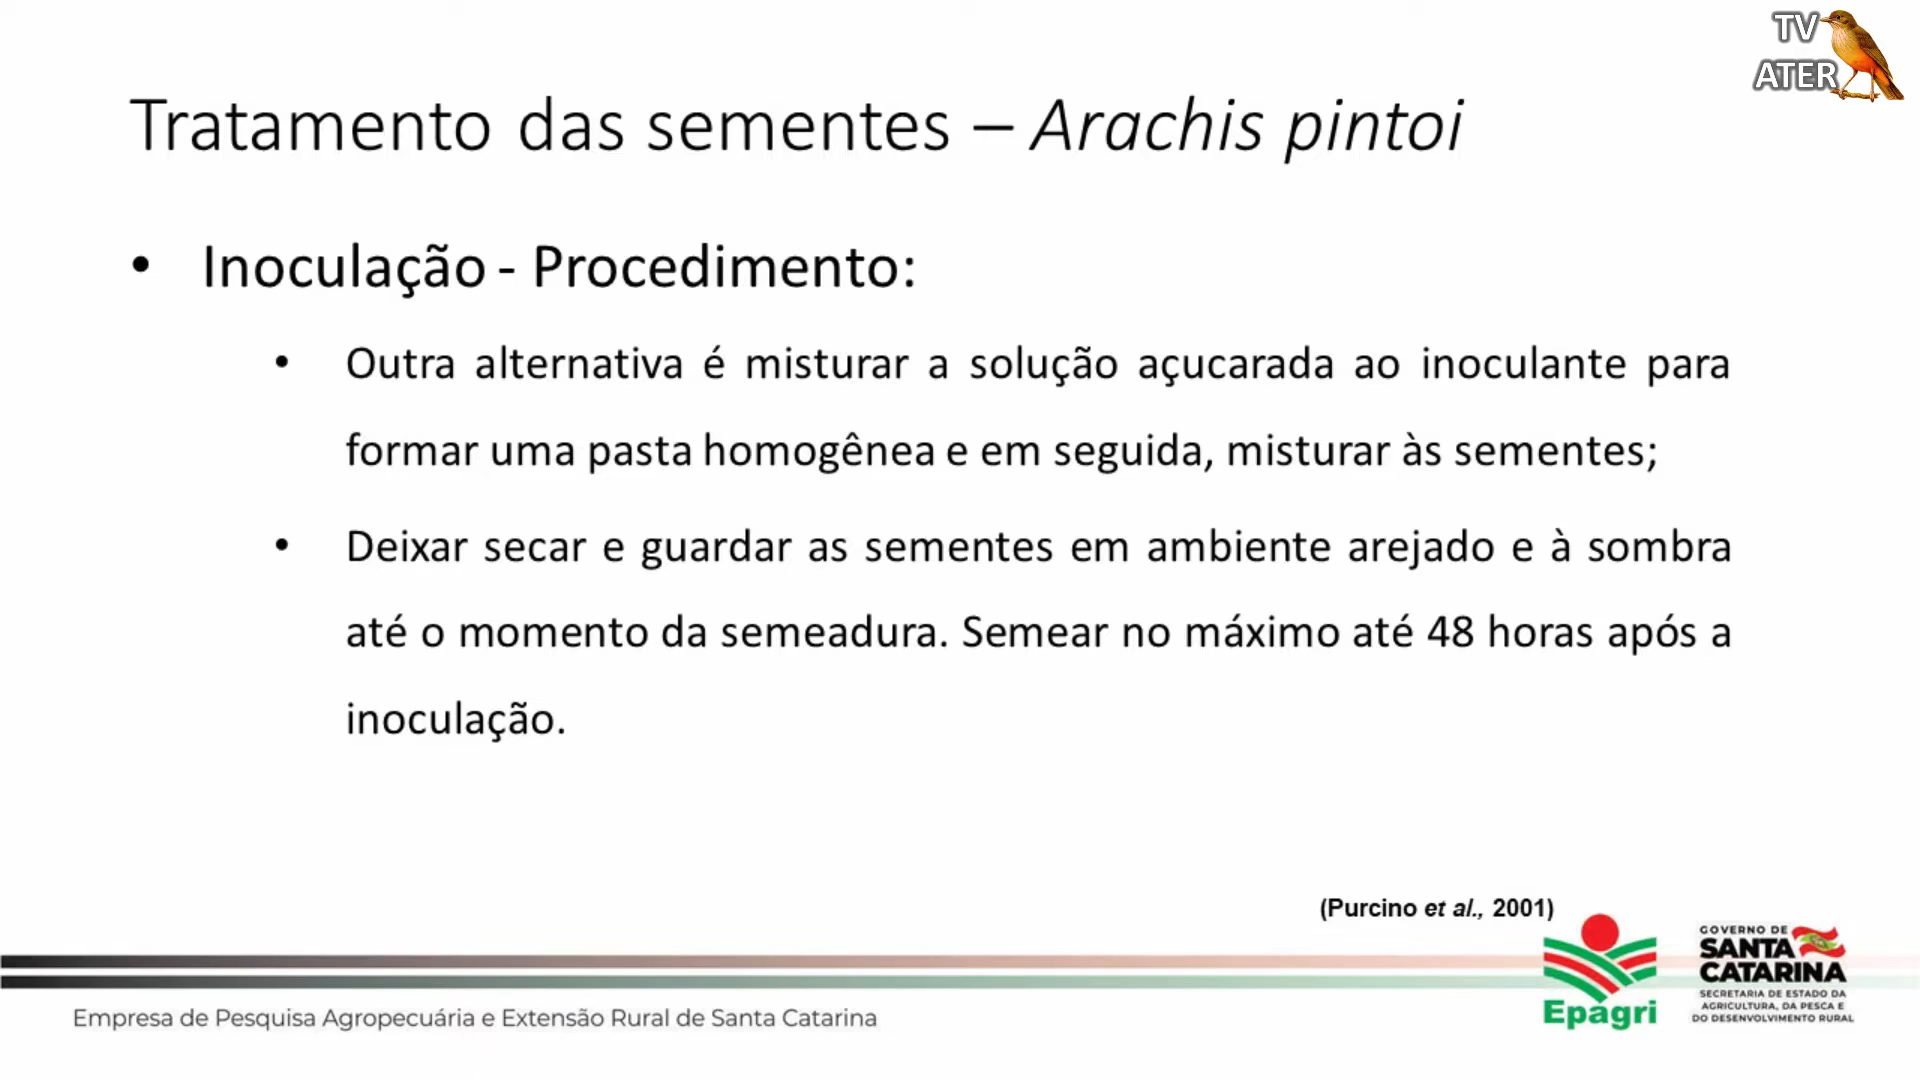 TV
ATER
Tratamento das sementes – Arachis pintoi
• Inoculação - Procedimento:
• Outra alternativa é misturar a solução açucarada ao inoculante para
formar uma pasta homogênea e em seguida, misturar às sementes;
• Deixar secar e guardar as sementes em ambiente arejado e à sombra
até o momento da semeadura. Semear no máximo até 48 horas após a
inoculação.
(Purcino et al., 2001)
Empresa de Pesquisa Agropecuária e Extensão Rural de Santa Catarina
Epagri
GOVERNO DE
SANTA
CATARINA
SECRETARIA DE ESTADO DA
AGRICULTURA, DA PESCA E
DO DESENVOLVIMENTO RURAL